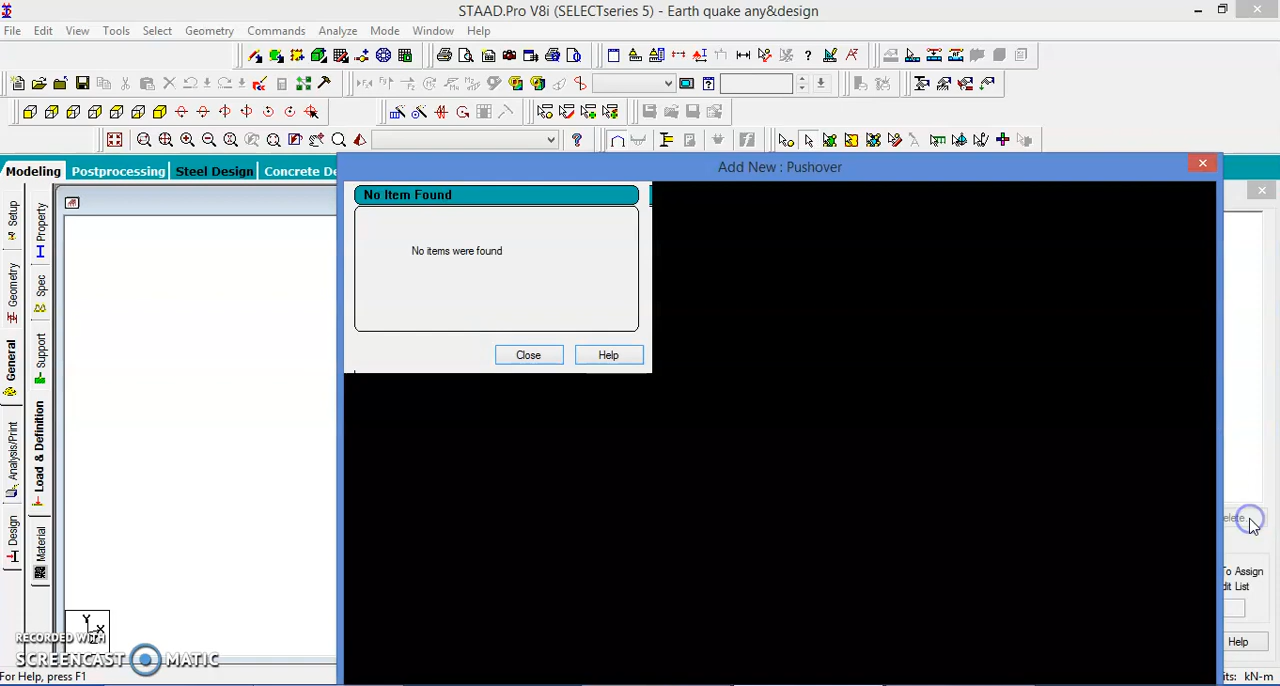 STAAD.Pro V8i (SELECTseries 5) - Earth quake any&design
File Edit View Tools Select Geometry Commands Analyze Mode Window Help
Modeling Postprocessing Steel Design Concrete De
Add New : Pushover
No Item Found
No items were found
Close Help
Setup
Geometry
General
Analysis/Print
Design
Property
Spec
Support
Load & Definition
Material
elete...
To Assign
dit List
Help
Y
X
RECORDED WITH
SCREENCAST MATIC
For Help, press F1
its: kN-m